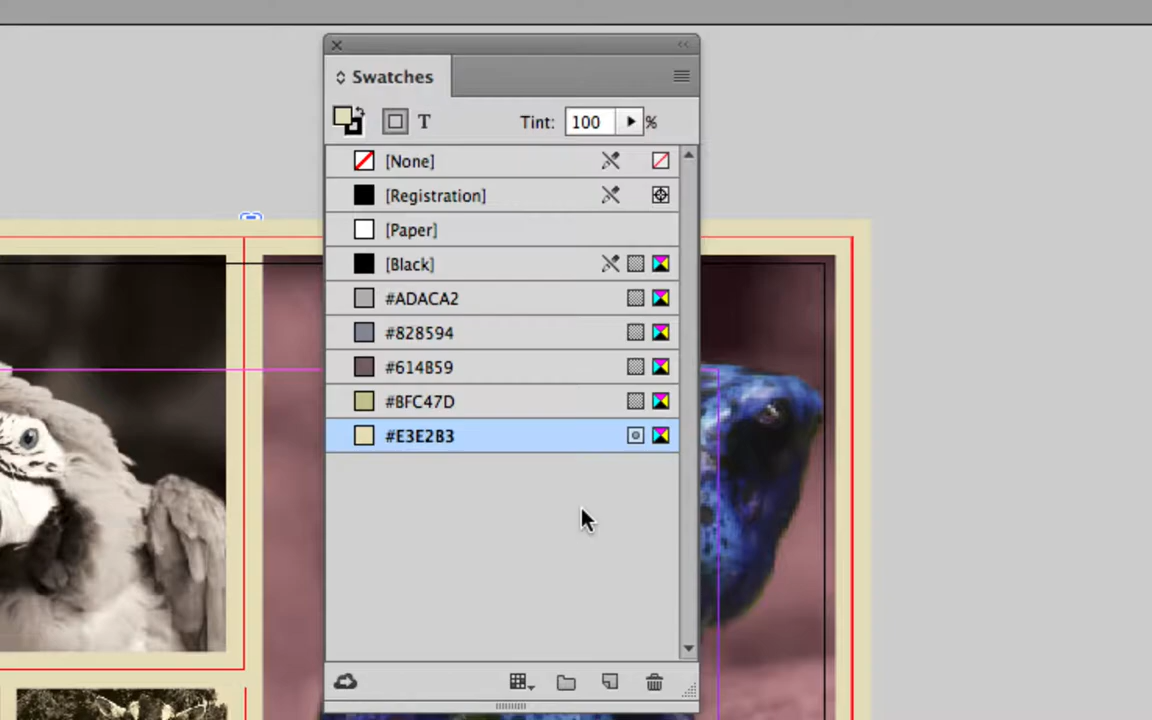 Swatches
T Tint: 100 %
[None]
[Registration]
[Paper]
[Black]
#ADACA2
#828594
#614B59
#BFC47D
#E3E2B3